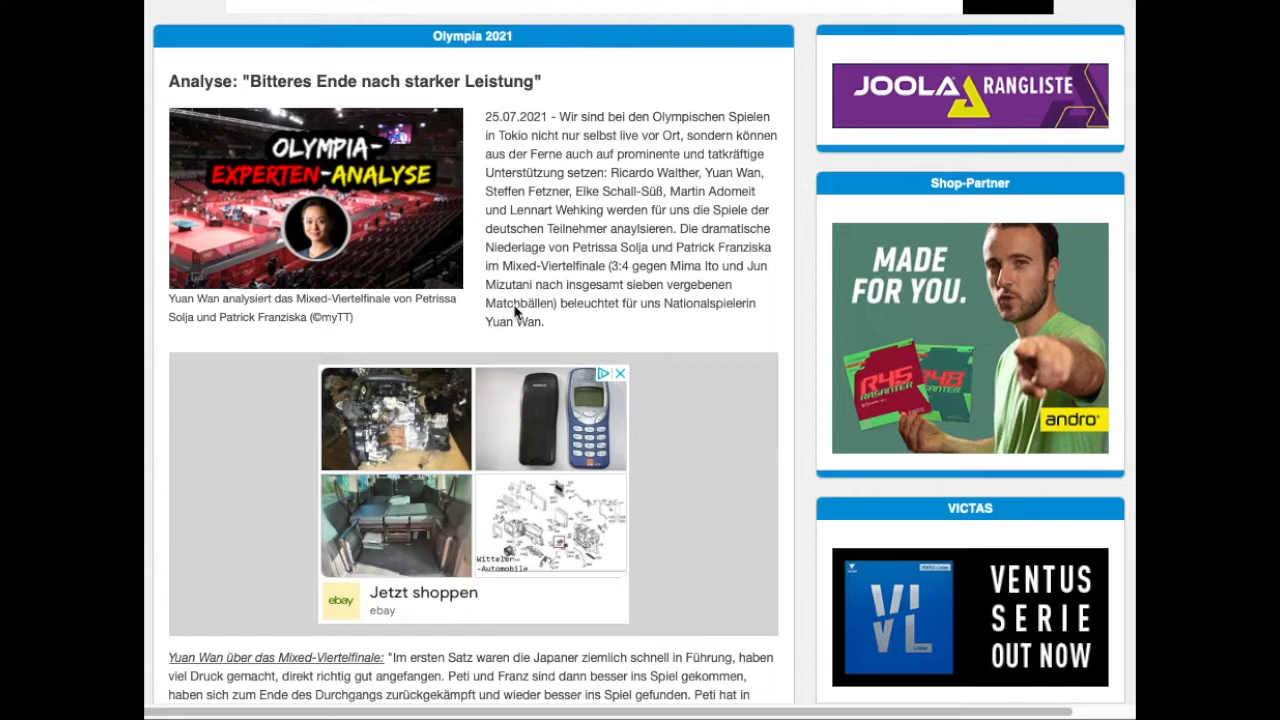 Olympia 2021
Analyse: "Bitteres Ende nach starker Leistung"
OLYMPIA-
EXPERTEN-ANALYSE
Yuan Wan analysiert das Mixed-Viertelfinale von Petrissa
Solja und Patrick Franziska (©myTT)
25.07.2021 - Wir sind bei den Olympischen Spielen
in Tokio nicht nur selbst live vor Ort, sondern können
aus der Ferne auch auf prominente und tatkräftige
Unterstützung setzen: Ricardo Walther, Yuan Wan,
Steffen Fetzner, Elke Schall-Süß, Martin Adomeit
und Lennart Wehking werden für uns die Spiele der
deutschen Teilnehmer anaylsieren. Die dramatische
Niederlage von Petrissa Solja und Patrick Franziska
im Mixed-Viertelfinale (3:4 gegen Mima Ito und Jun
Mizutani nach insgesamt sieben vergebenen
Matchbällen) beleuchtet für uns Nationalspielerin
Yuan Wan.
Witteler-
-Automobile
ebay
Jetzt shoppen
ebay
Yuan Wan über das Mixed-Viertelfinale: "Im ersten Satz waren die Japaner ziemlich schnell in Führung, haben
viel Druck gemacht, direkt richtig gut angefangen. Peti und Franz sind dann besser ins Spiel gekommen,
haben sich zum Ende des Durchgangs zurückgekämpft und wieder besser ins Spiel gefunden. Peti hat in
JOOLA RANGLISTE
Shop-Partner
MADE
FOR YOU.
R45
RASANTER
R48
andro
VICTAS
VENTUS
SERIE
OUT NOW